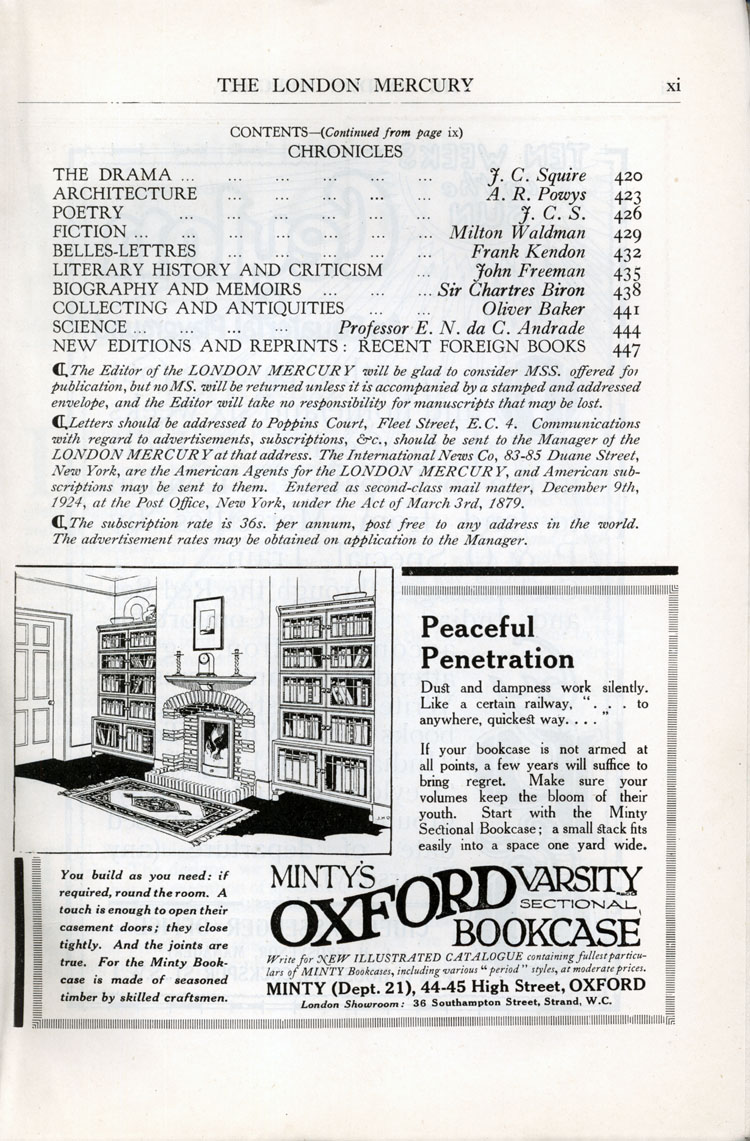 THE LONDON MERCURY xi
CONTENTS—(Continued from page ix)
CHRONICLES
THE DRAMA ... ... ... ... ... ... J. C. Squire 420
ARCHITECTURE ... ... ... ... ... A. R. Powys 423
POETRY ... ... ... ... ... ... J. C. S. 426
FICTION ... ... ... ... ... ... Milton Waldman 429
BELLES-LETTRES ... ... ... ... ... Frank Kendon 432
LITERARY HISTORY AND CRITICISM ... John Freeman 435
BIOGRAPHY AND MEMOIRS ... ... ... Sir Chartres Biron 438
COLLECTING AND ANTIQUITIES ... ... Oliver Baker 441
SCIENCE ... ... ... ... Professor E. N. da C. Andrade 444
NEW EDITIONS AND REPRINTS : RECENT FOREIGN BOOKS 447
¶ The Editor of the LONDON MERCURY will be glad to consider MSS. offered for
publication, but no MS. will be returned unless it is accompanied by a stamped and addressed
envelope, and the Editor will take no responsibility for manuscripts that may be lost.
¶ Letters should be addressed to Poppins Court, Fleet Street, E.C. 4. Communications
with regard to advertisements, subscriptions, &c., should be sent to the Manager of the
LONDON MERCURY at that address. The International News Co, 83-85 Duane Street,
New York, are the American Agents for the LONDON MERCURY, and American sub-
scriptions may be sent to them. Entered as second-class mail matter, December 9th,
1924, at the Post Office, New York, under the Act of March 3rd, 1879.
¶ The subscription rate is 36s. per annum, post free to any address in the world.
The advertisement rates may be obtained on application to the Manager.
Peaceful
Penetration
Dust and dampness work silently.
Like a certain railway, ". . . to
anywhere, quickest way. . . ."
If your bookcase is not armed at
all points, a few years will suffice to
bring regret. Make sure your
volumes keep the bloom of their
youth. Start with the Minty
Sectional Bookcase; a small stack fits
easily into a space one yard wide.
You build as you need: if
required, round the room. A
touch is enough to open their
casement doors; they close
tightly. And the joints are
true. For the Minty Book-
case is made of seasoned
timber by skilled craftsmen.
MINTY'S
OXFORD VARSITY
SECTIONAL
BOOKCASE
Write for NEW ILLUSTRATED CATALOGUE containing fullest particu-
lars of MINTY Bookcases, including various "period" styles, at moderate prices.
MINTY (Dept. 21), 44-45 High Street, OXFORD
London Showroom: 36 Southampton Street, Strand, W.C.